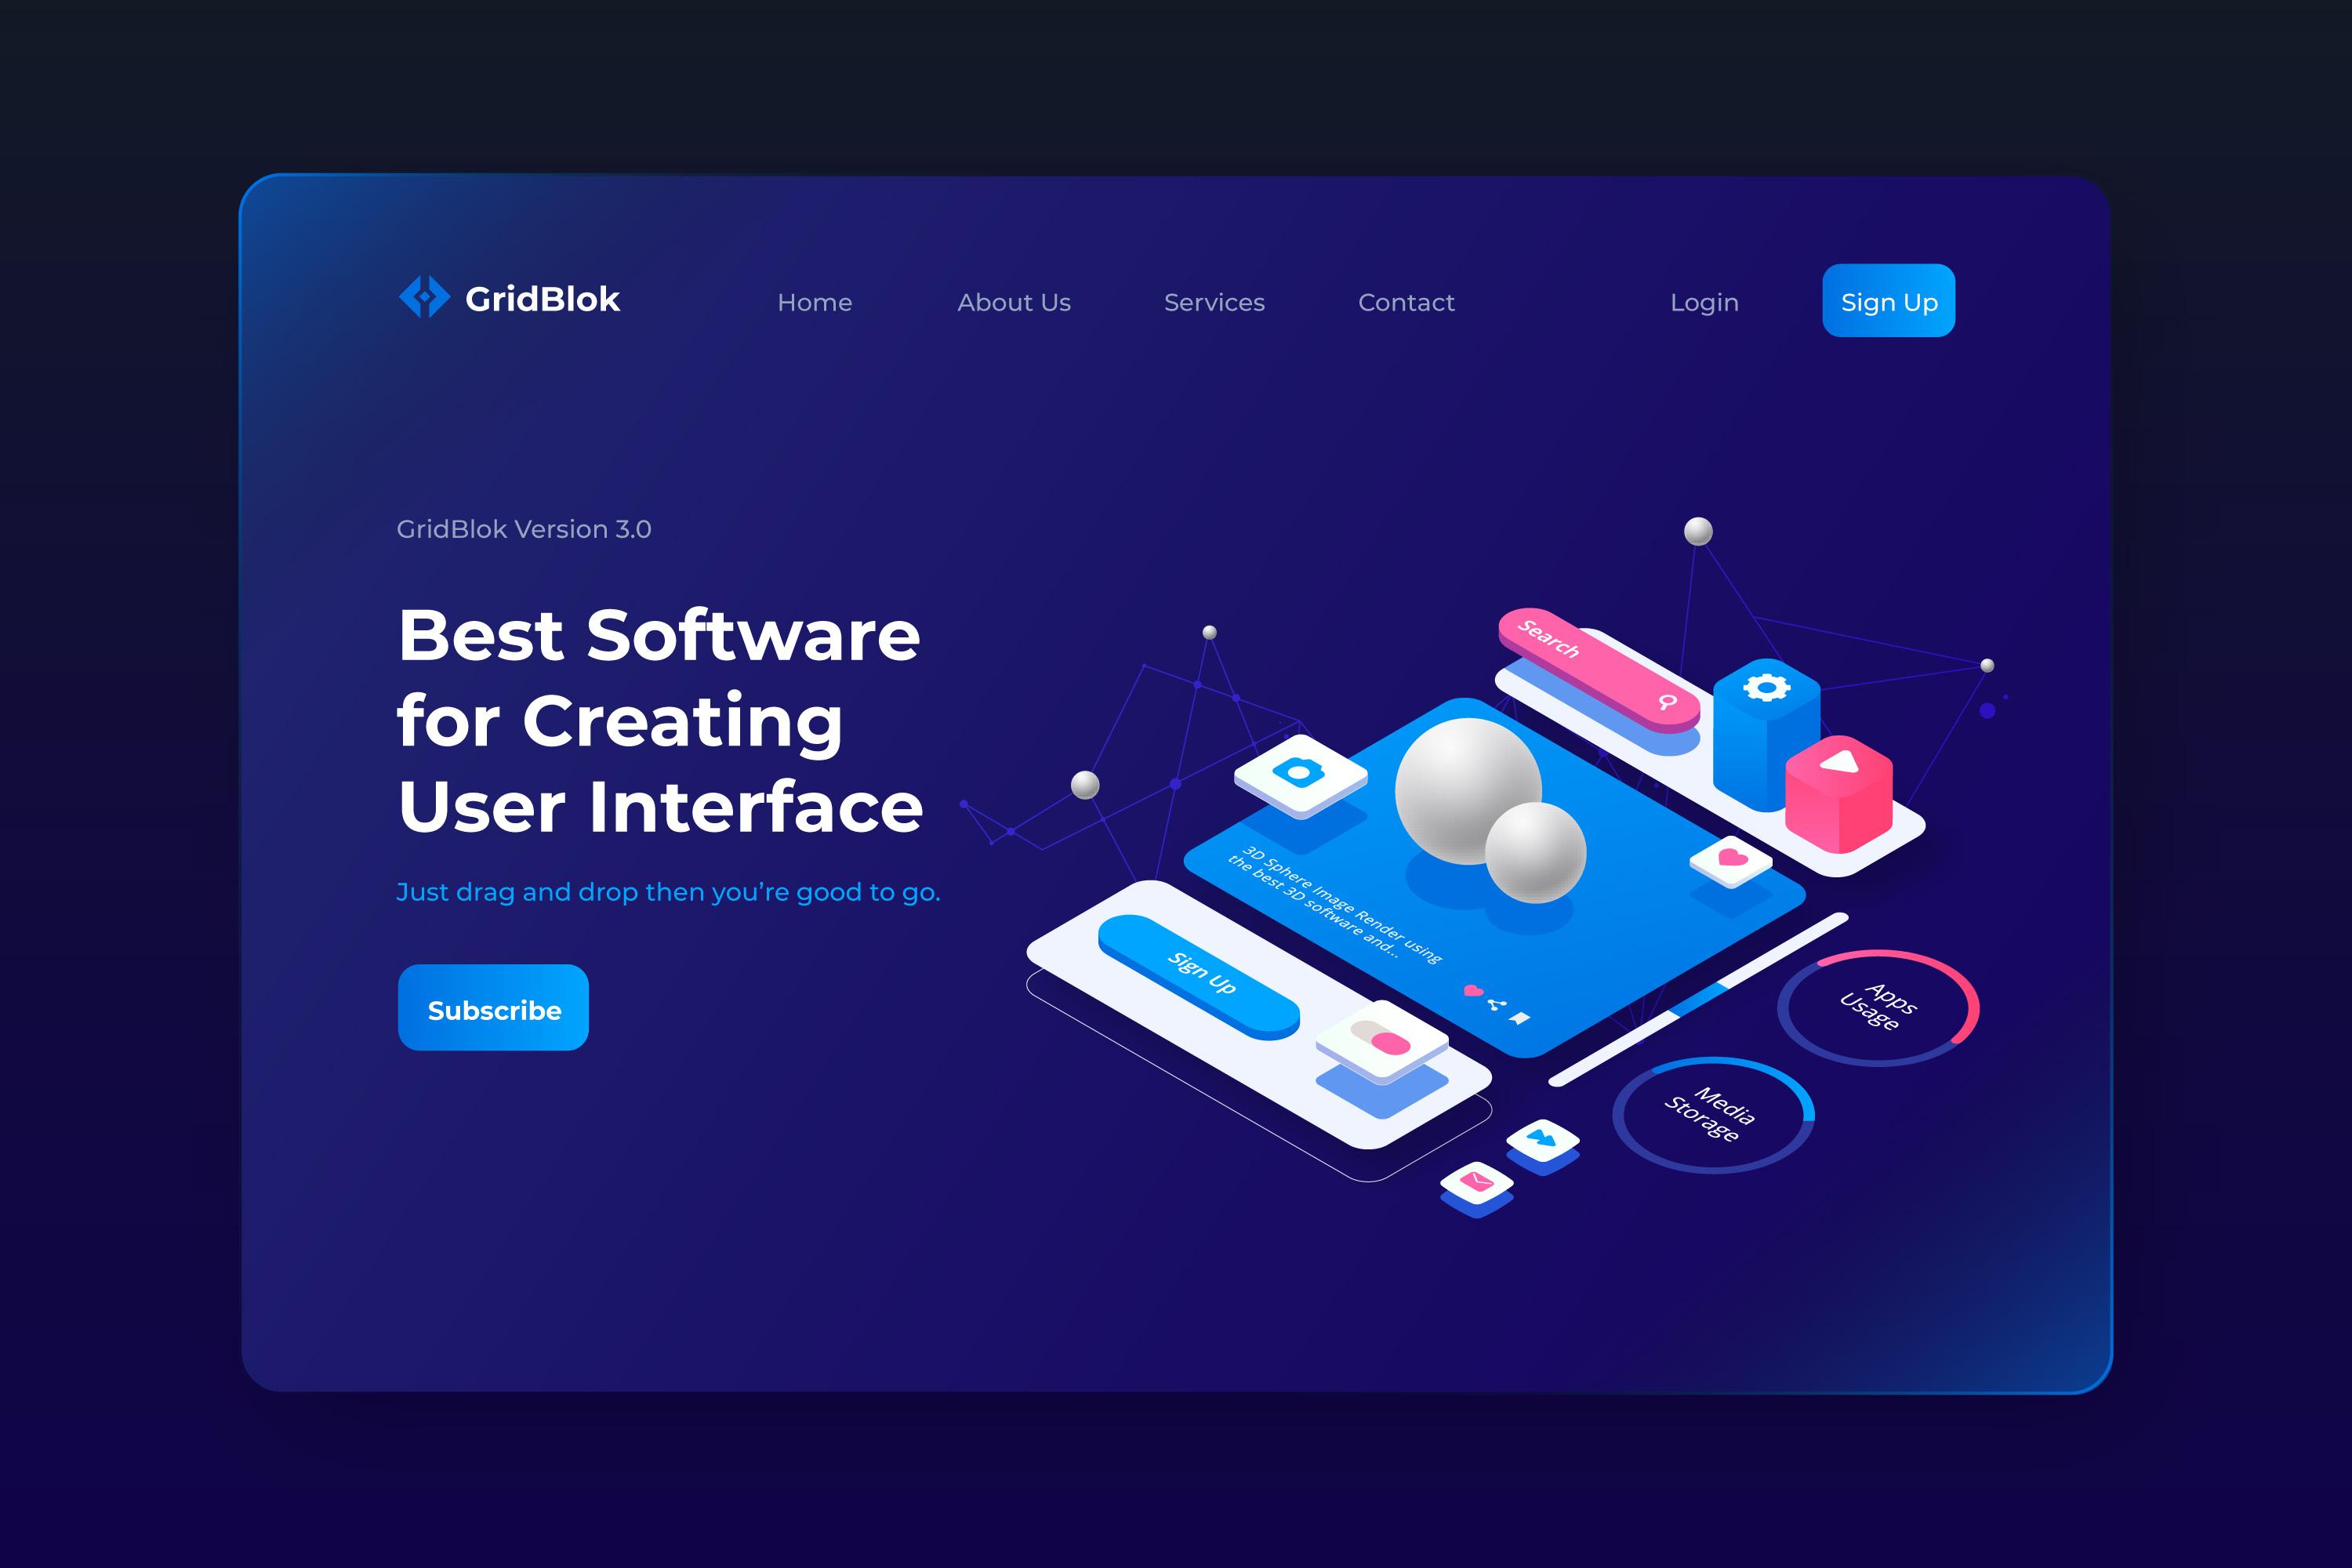 GridBlok
Home
About Us
Services
Contact
Login
Sign Up
GridBlok Version 3.0
Best Software
for Creating
User Interface
Just drag and drop then you’re good to go.
Subscribe
Search
3D Sphere Image Render using
the best 3D software and...
Sign Up
Apps
Usage
Media
Storage